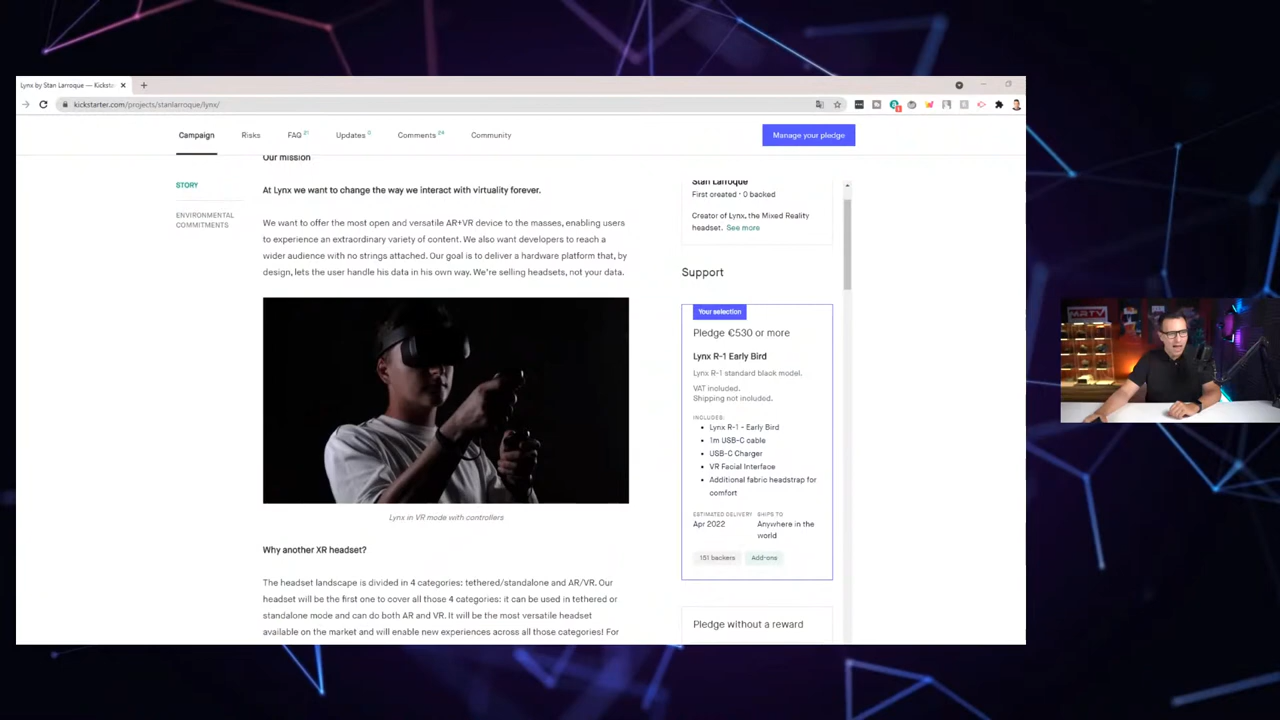 Lynx by Stan Larroque — Kicksta
kickstarter.com/projects/stanlarroque/lynx/
Campaign
Risks
FAQ 21
Updates 0
Comments 24
Community
Manage your pledge
STORY
ENVIRONMENTAL
COMMITMENTS
Our mission
At Lynx we want to change the way we interact with virtuality forever.
We want to offer the most open and versatile AR+VR device to the masses, enabling users
to experience an extraordinary variety of content. We also want developers to reach a
wider audience with no strings attached. Our goal is to deliver a hardware platform that, by
design, lets the user handle his data in his own way. We're selling headsets, not your data.
Lynx in VR mode with controllers
Why another XR headset?
The headset landscape is divided in 4 categories: tethered/standalone and AR/VR. Our
headset will be the first one to cover all those 4 categories: it can be used in tethered or
standalone mode and can do both AR and VR. It will be the most versatile headset
available on the market and will enable new experiences across all those categories! For
Stan Larroque
First created · 0 backed
Creator of Lynx, the Mixed Reality
headset. See more
Support
Your selection
Pledge €530 or more
Lynx R-1 Early Bird
Lynx R-1 standard black model.
VAT included.
Shipping not included.
INCLUDES:
• Lynx R-1 - Early Bird
• 1m USB-C cable
• USB-C Charger
• VR Facial Interface
• Additional fabric headstrap for
comfort
ESTIMATED DELIVERY
Apr 2022
SHIPS TO
Anywhere in the
world
151 backers
Add-ons
Pledge without a reward